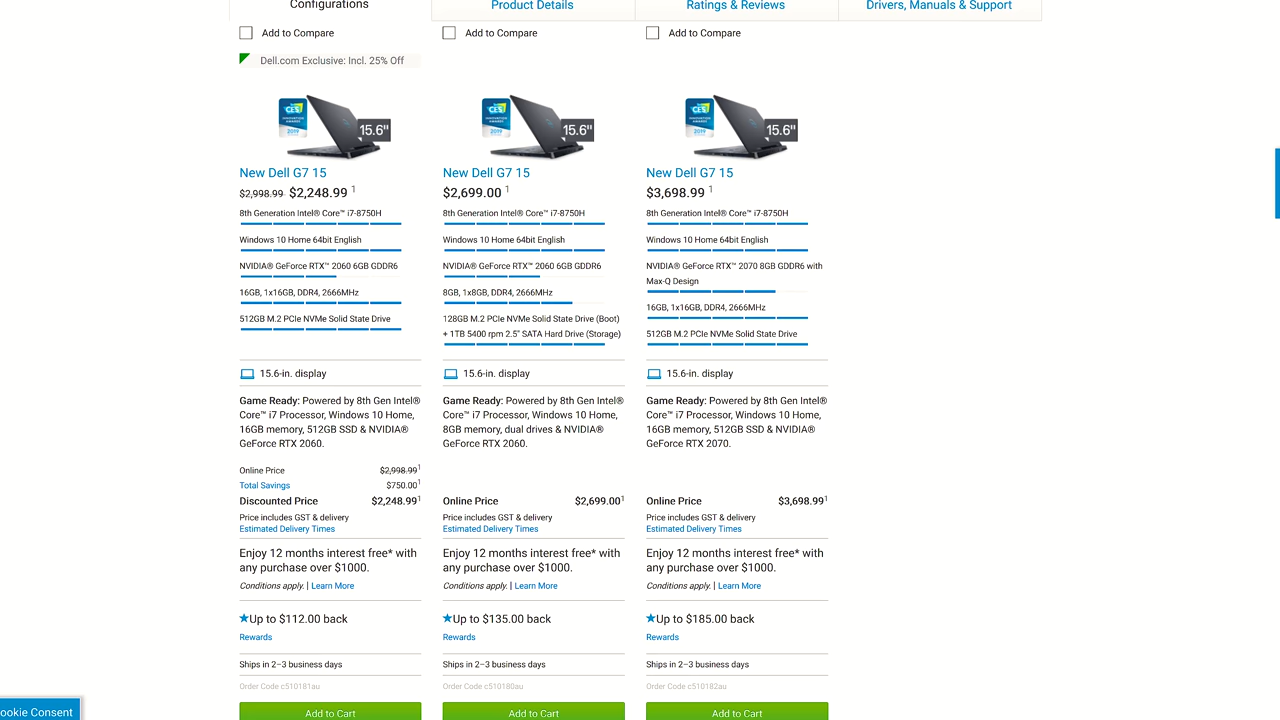 Configurations
Product Details
Ratings & Reviews
Drivers, Manuals & Support
Add to Compare
Dell.com Exclusive: Incl. 25% Off
CES
INNOVATION
AWARDS
2019
15.6"
New Dell G7 15
$2,998.99 $2,248.99 1
8th Generation Intel® Core™ i7-8750H
Windows 10 Home 64bit English
NVIDIA® GeForce RTX™ 2060 6GB GDDR6
16GB, 1x16GB, DDR4, 2666MHz
512GB M.2 PCIe NVMe Solid State Drive
15.6-in. display
Game Ready: Powered by 8th Gen Intel®
Core™ i7 Processor, Windows 10 Home,
16GB memory, 512GB SSD & NVIDIA®
GeForce RTX 2060.
Online Price $2,998.991
Total Savings $750.001
Discounted Price $2,248.991
Price includes GST & delivery
Estimated Delivery Times
Enjoy 12 months interest free* with
any purchase over $1000.
Conditions apply. | Learn More
Up to $112.00 back
Rewards
Ships in 2–3 business days
Order Code c510181au
Add to Cart
Add to Compare
CES
INNOVATION
AWARDS
2019
15.6"
New Dell G7 15
$2,699.00 1
8th Generation Intel® Core™ i7-8750H
Windows 10 Home 64bit English
NVIDIA® GeForce RTX™ 2060 6GB GDDR6
8GB, 1x8GB, DDR4, 2666MHz
128GB M.2 PCIe NVMe Solid State Drive (Boot)
+ 1TB 5400 rpm 2.5" SATA Hard Drive (Storage)
15.6-in. display
Game Ready: Powered by 8th Gen Intel®
Core™ i7 Processor, Windows 10 Home,
8GB memory, dual drives & NVIDIA®
GeForce RTX 2060.
Online Price $2,699.001
Price includes GST & delivery
Estimated Delivery Times
Enjoy 12 months interest free* with
any purchase over $1000.
Conditions apply. | Learn More
Up to $135.00 back
Rewards
Ships in 2–3 business days
Order Code c510180au
Add to Cart
Add to Compare
CES
INNOVATION
AWARDS
2019
15.6"
New Dell G7 15
$3,698.99 1
8th Generation Intel® Core™ i7-8750H
Windows 10 Home 64bit English
NVIDIA® GeForce RTX™ 2070 8GB GDDR6 with
Max-Q Design
16GB, 1x16GB, DDR4, 2666MHz
512GB M.2 PCIe NVMe Solid State Drive
15.6-in. display
Game Ready: Powered by 8th Gen Intel®
Core™ i7 Processor, Windows 10 Home,
16GB memory, 512GB SSD & NVIDIA®
GeForce RTX 2070.
Online Price $3,698.991
Price includes GST & delivery
Estimated Delivery Times
Enjoy 12 months interest free* with
any purchase over $1000.
Conditions apply. | Learn More
Up to $185.00 back
Rewards
Ships in 2–3 business days
Order Code c510182au
Add to Cart
ookie Consent